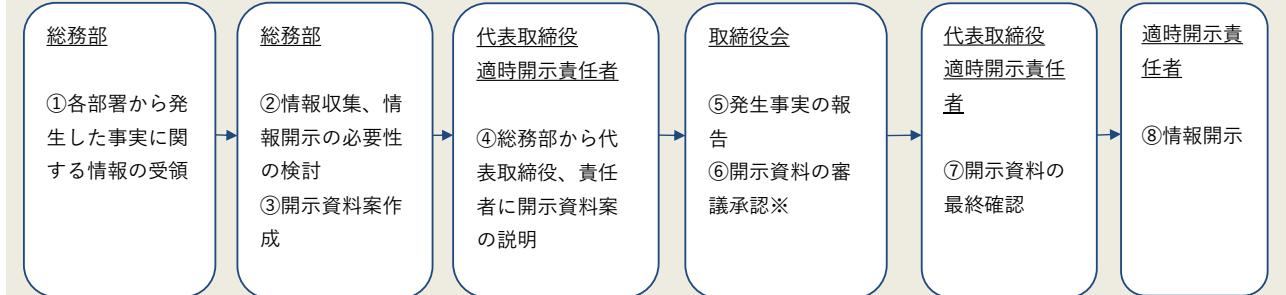 総務部
①各部署から発
生した事実に関
する情報の受領
総務部
②情報収集、情
報開示の必要性
の検討
③開示資料案作
成
代表取締役
適時開示責任者
④総務部から代
表取締役、責任
者に開示資料案
の説明
取締役会
⑤発生事実の報
告
⑥開示資料の審
議承認※
代表取締役
適時開示責任
者
⑦開示資料の
最終確認
適時開示責
任者
⑧情報開示